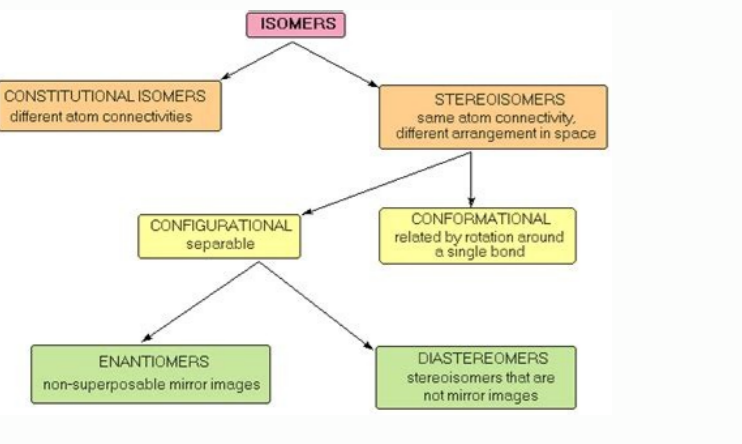 ISOMERS
CONSTITUTIONAL ISOMERS
different atom connectivities
STEREOISOMERS
same atom connectivity,
different arrangement in space
CONFIGURATIONAL
separable
CONFORMATIONAL
related by rotation around
a single bond
ENANTIOMERS
non-superposable mirror images
DIASTEREOMERS
stereoisomers that are
not mirror images